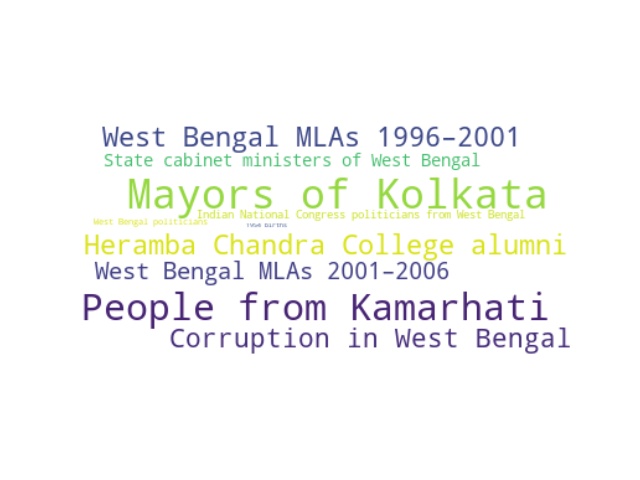 West Bengal MLAs 1996–2001
State cabinet ministers of West Bengal
Mayors of Kolkata
Indian National Congress politicians from West Bengal
West Bengal politicians
births
Heramba Chandra College alumni
West Bengal MLAs 2001–2006
People from Kamarhati
Corruption in West Bengal